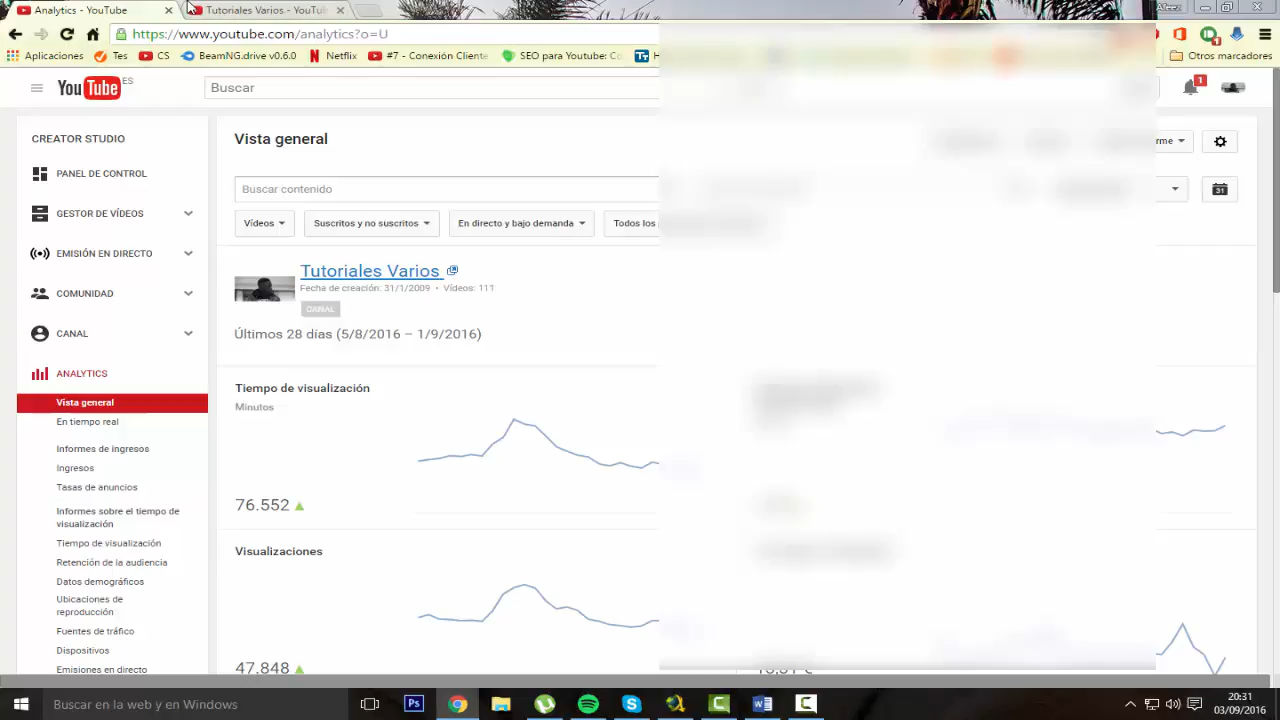 Analytics - YouTube
Tutoriales Varios - YouTu
https://www.youtube.com/analytics?o=U
Aplicaciones Tes CS BeamNG.drive v0.6.0 Netflix #7 - Conexión Cliente SEO para Youtube: Co H Otros marcadores
YouTube ES
Buscar
1
CREATOR STUDIO
PANEL DE CONTROL
GESTOR DE VÍDEOS
EMISIÓN EN DIRECTO
COMUNIDAD
CANAL
ANALYTICS
Vista general
En tiempo real
Informes de ingresos
Ingresos
Tasas de anuncios
Informes sobre el tiempo de
visualización
Tiempo de visualización
Retención de la audiencia
Datos demográficos
Ubicaciones de
reproducción
Fuentes de tráfico
Dispositivos
Emisiones en directo
Vista general
rme
Buscar contenido
31
Vídeos Suscritos y no suscritos En directo y bajo demanda Todos los
Tutoriales Varios
Fecha de creación: 31/1/2009 • Vídeos: 111
CANAL
Últimos 28 días (5/8/2016 – 1/9/2016)
Tiempo de visualización
Minutos
76.552
Visualizaciones
47.848
Buscar en la web y en Windows
20:31
03/09/2016